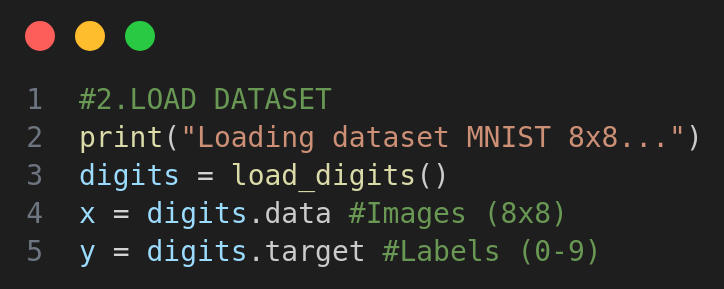 1 #2.LOAD DATASET
2 print("Loading dataset MNIST 8x8...")
3 digits = load_digits()
4 x = digits.data #Images (8x8)
5 y = digits.target #Labels (0-9)